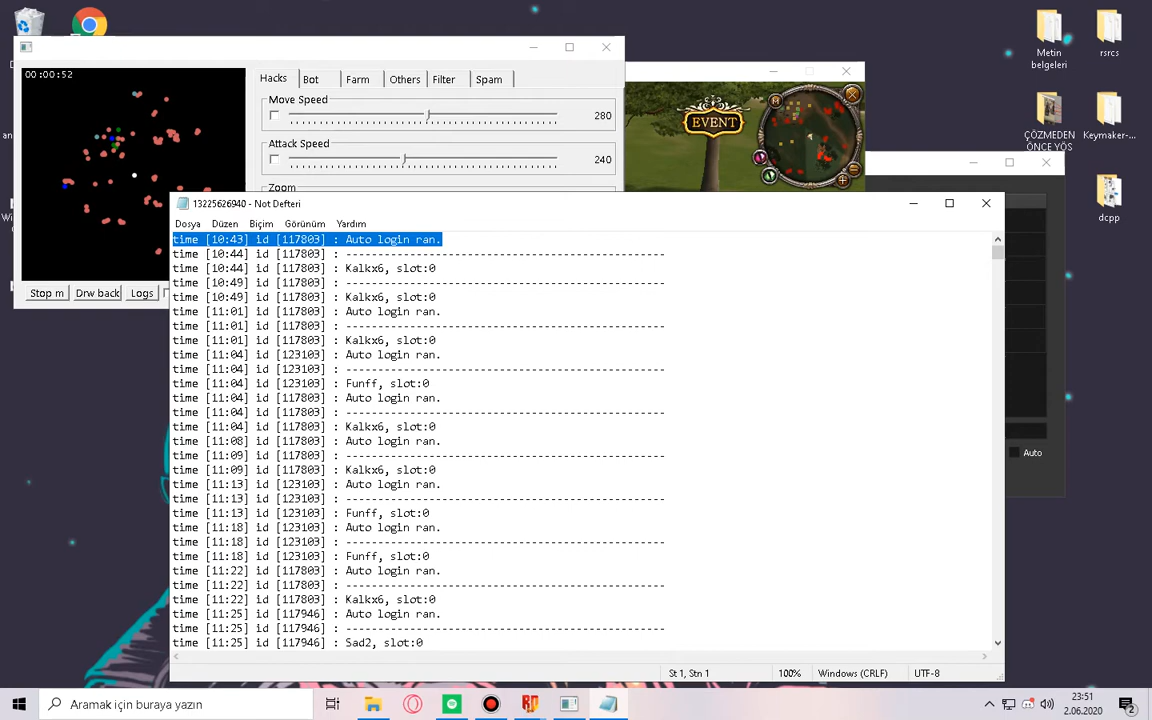 00:00:52
Hacks Bot Farm Others Filter Spam
Move Speed
280
Attack Speed
240
Zoom
Stop m Drw back Logs
EVENT
Metin belgeleri
rsrcs
ÇÖZMEDEN ÖNCE YÖS
Keymaker-...
dcpp
Auto
13225626940 - Not Defteri
Dosya Düzen Biçim Görünüm Yardım
time [10:43] id [117803] : Auto login ran.
time [10:44] id [117803] : --------------------------------------------------------
time [10:44] id [117803] : Kalkx6, slot:0
time [10:49] id [117803] : --------------------------------------------------------
time [10:49] id [117803] : Kalkx6, slot:0
time [11:01] id [117803] : Auto login ran.
time [11:01] id [117803] : --------------------------------------------------------
time [11:01] id [117803] : Kalkx6, slot:0
time [11:04] id [123103] : Auto login ran.
time [11:04] id [123103] : --------------------------------------------------------
time [11:04] id [123103] : Funff, slot:0
time [11:04] id [117803] : Auto login ran.
time [11:04] id [117803] : --------------------------------------------------------
time [11:04] id [117803] : Kalkx6, slot:0
time [11:08] id [117803] : Auto login ran.
time [11:09] id [117803] : --------------------------------------------------------
time [11:09] id [117803] : Kalkx6, slot:0
time [11:13] id [123103] : Auto login ran.
time [11:13] id [123103] : --------------------------------------------------------
time [11:13] id [123103] : Funff, slot:0
time [11:18] id [123103] : Auto login ran.
time [11:18] id [123103] : --------------------------------------------------------
time [11:18] id [123103] : Funff, slot:0
time [11:22] id [117803] : Auto login ran.
time [11:22] id [117803] : --------------------------------------------------------
time [11:22] id [117803] : Kalkx6, slot:0
time [11:25] id [117946] : Auto login ran.
time [11:25] id [117946] : --------------------------------------------------------
time [11:25] id [117946] : Sad2, slot:0
St 1, Stn 1 100% Windows (CRLF) UTF-8
Aramak için buraya yazın
23:51
2.06.2020
2